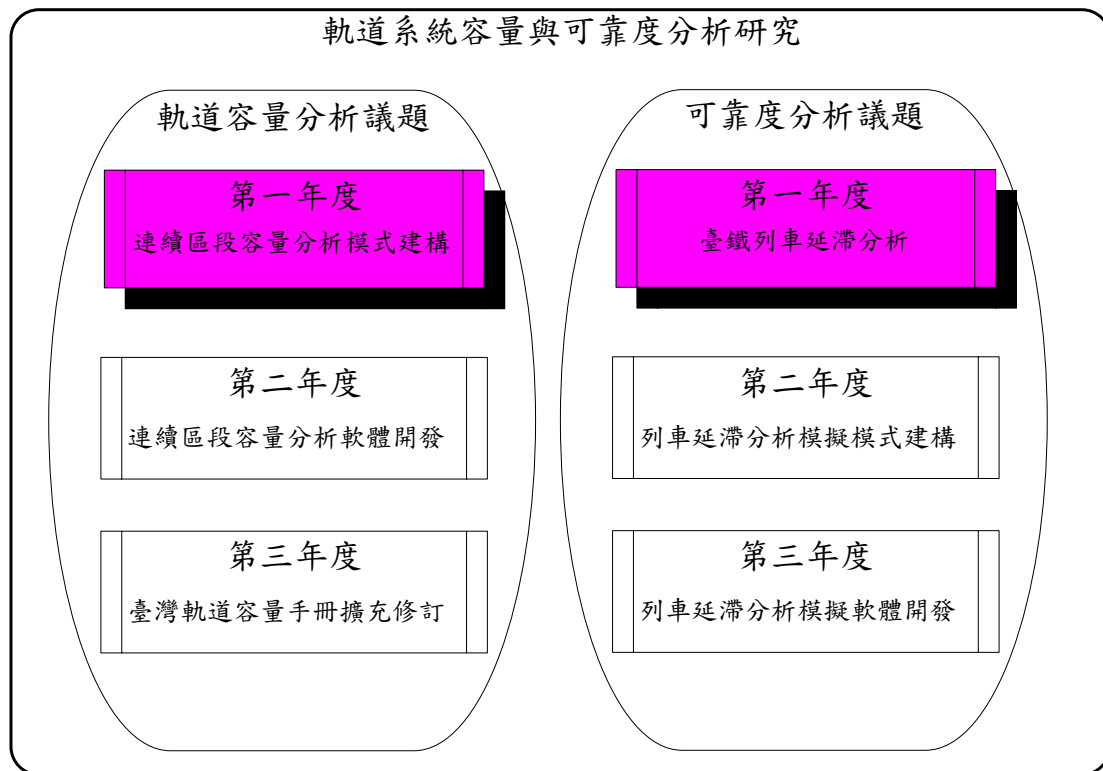 軌道系統容量與可靠度分析研究
軌道容量分析議題
第一年度
連續區段容量分析模式建構
第二年度
連續區段容量分析軟體開發
第三年度
臺灣軌道容量手冊擴充修訂
可靠度分析議題
第一年度
臺鐵列車延滯分析
第二年度
列車延滯分析模擬模式建構
第三年度
列車延滯分析模擬軟體開發